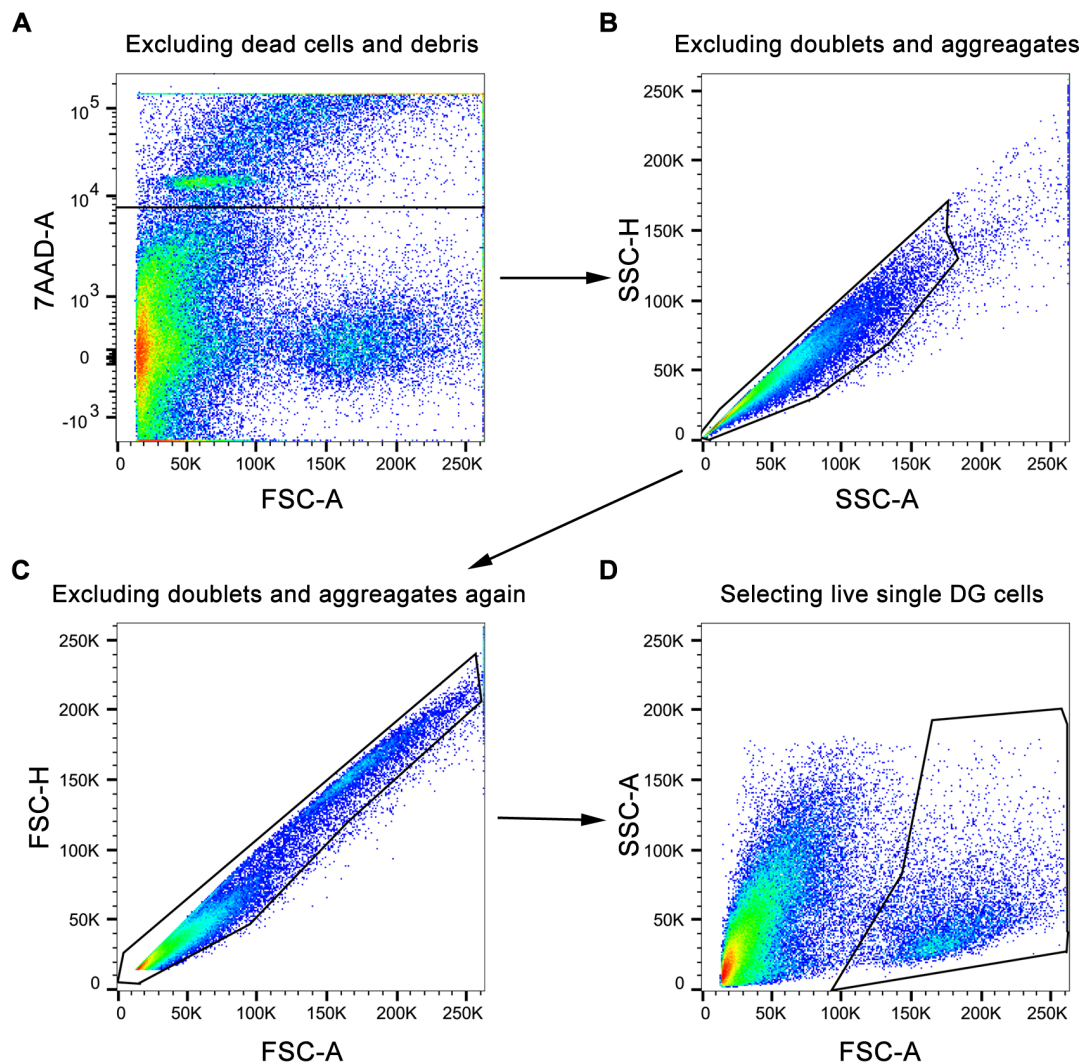 A
Excluding dead cells and debris
10^5
10^4
10^3
0
-10^3
7AAD-A
0 50K 100K 150K 200K 250K
FSC-A
B
Excluding doublets and aggreagates
250K
200K
150K
100K
50K
0
SSC-H
0 50K 100K 150K 200K 250K
SSC-A
C
Excluding doublets and aggreagates again
250K
200K
150K
100K
50K
0
FSC-H
0 50K 100K 150K 200K 250K
FSC-A
D
Selecting live single DG cells
250K
200K
150K
100K
50K
0
SSC-A
0 50K 100K 150K 200K 250K
FSC-A